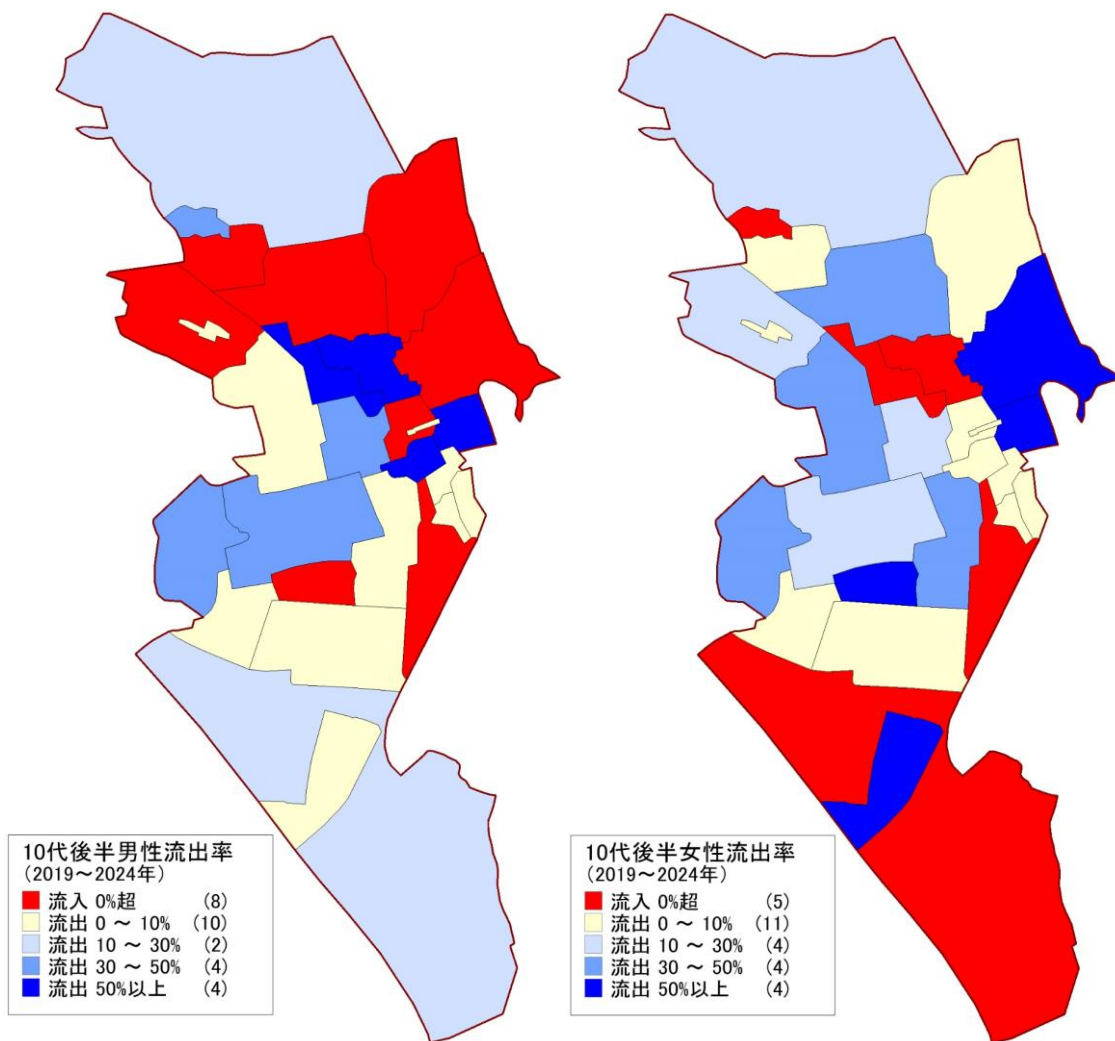 10代後半男性流出率
（2019～2024年）
流入 0%超 (8)
流出 0 ～ 10% (10)
流出 10 ～ 30% (2)
流出 30 ～ 50% (4)
流出 50%以上 (4)
10代後半女性流出率
（2019～2024年）
流入 0%超 (5)
流出 0 ～ 10% (11)
流出 10 ～ 30% (4)
流出 30 ～ 50% (4)
流出 50%以上 (4)